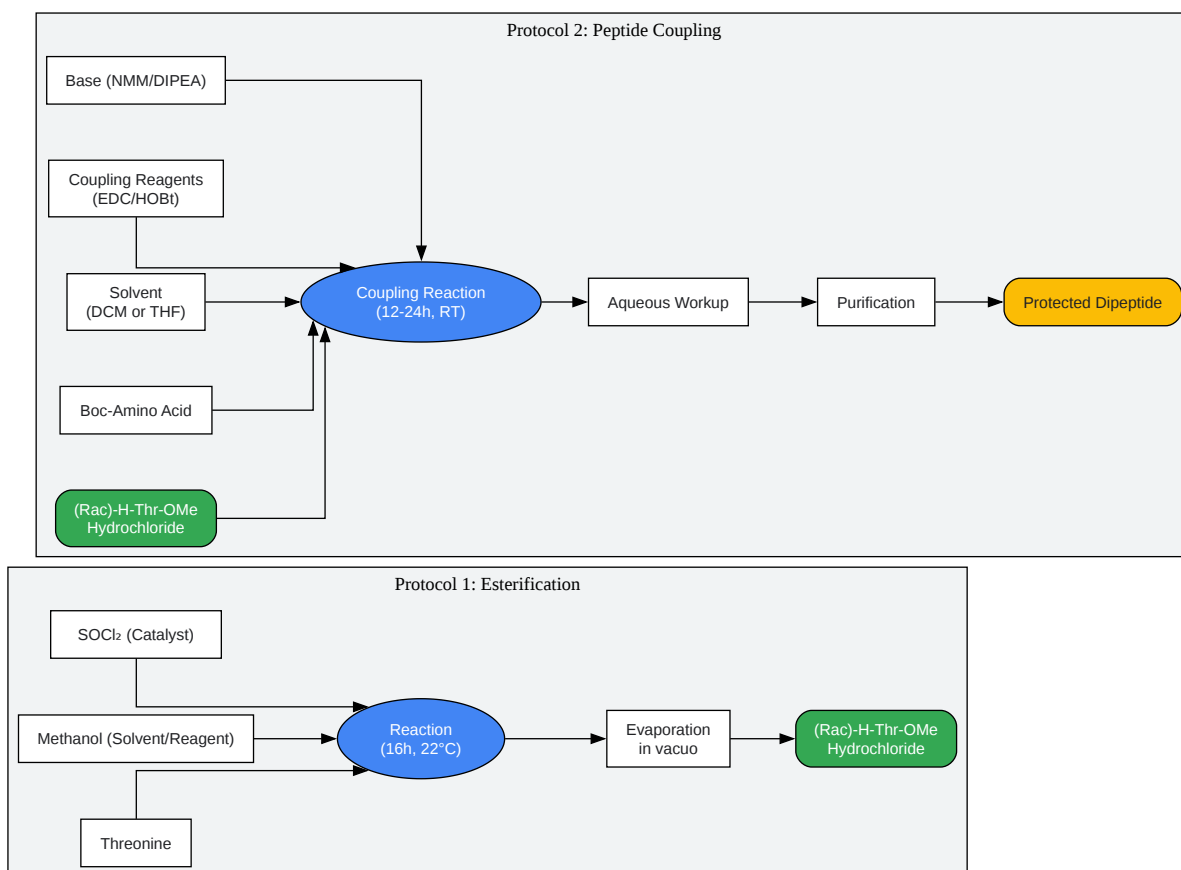 Protocol 2: Peptide Coupling
Base (NMM/DIPEA)
Coupling Reagents
(EDC/HOBt)
Solvent
(DCM or THF)
Boc-Amino Acid
(Rac)-H-Thr-OMe
Hydrochloride
Coupling Reaction
(12-24h, RT)
Aqueous Workup
Purification
Protected Dipeptide
Protocol 1: Esterification
SOCl₂ (Catalyst)
Methanol (Solvent/Reagent)
Threonine
Reaction
(16h, 22°C)
Evaporation
in vacuo
(Rac)-H-Thr-OMe
Hydrochloride